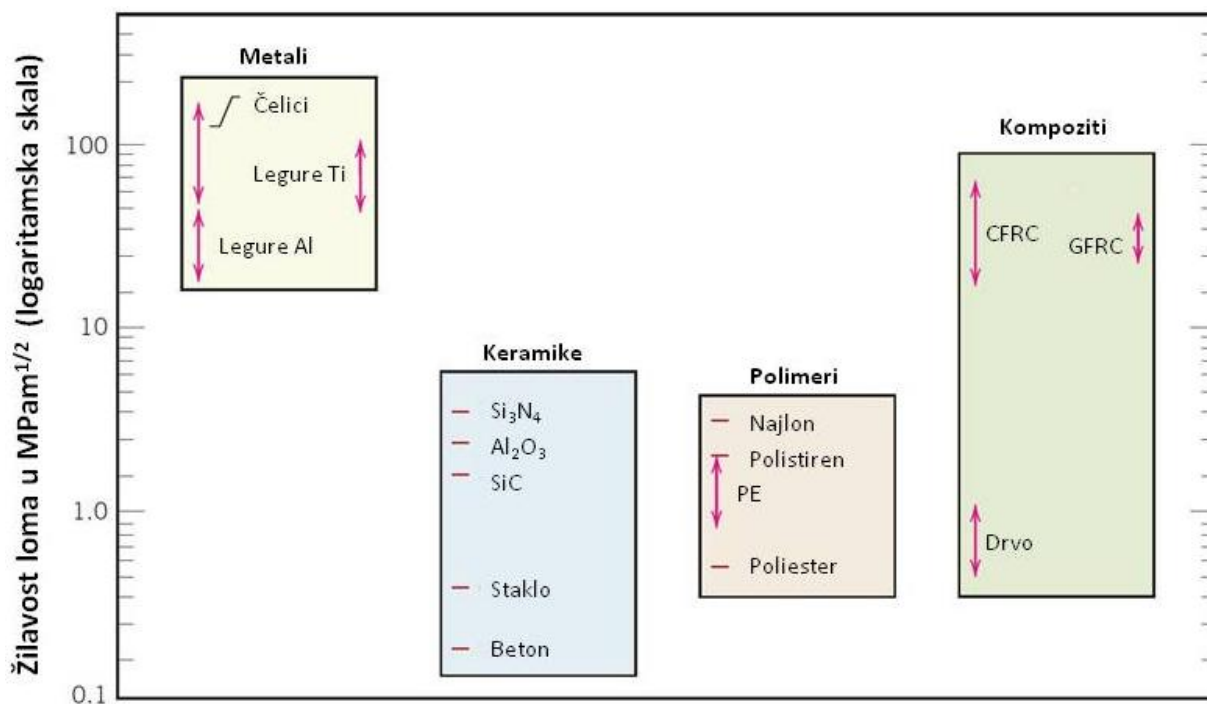 Žilavost loma u MPam1/2 (logaritamska skala)
100
10
1.0
0.1
Metali
Čelici
Legure Ti
Legure Al
Keramike
Si3N4
Al2O3
SiC
Staklo
Beton
Polimeri
Najlon
Polistiren
PE
Poliester
Kompoziti
CFRC
GFRC
Drvo